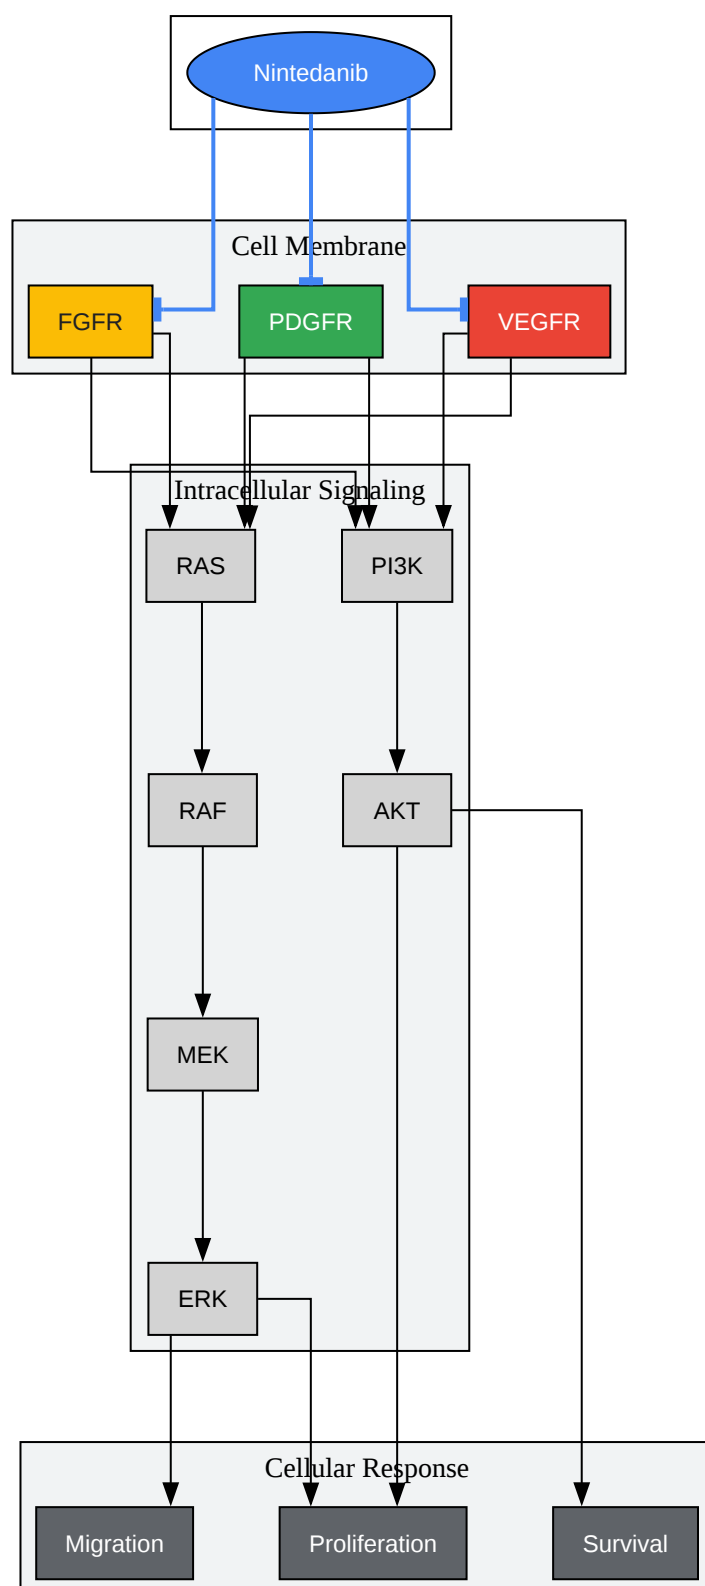 Nintedanib
Cell Membrane
FGFR
PDGFR
VEGFR
Intracellular Signaling
RAS
PI3K
RAF
AKT
MEK
ERK
Cellular Response
Migration
Proliferation
Survival